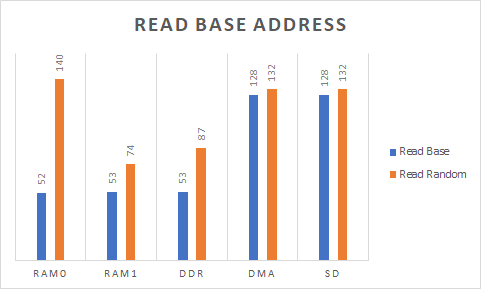 READ BASE ADDRESS
52
140
53
74
53
87
128
132
128
132
Read Base
Read Random
RAM0
RAM1
DDR
DMA
SD